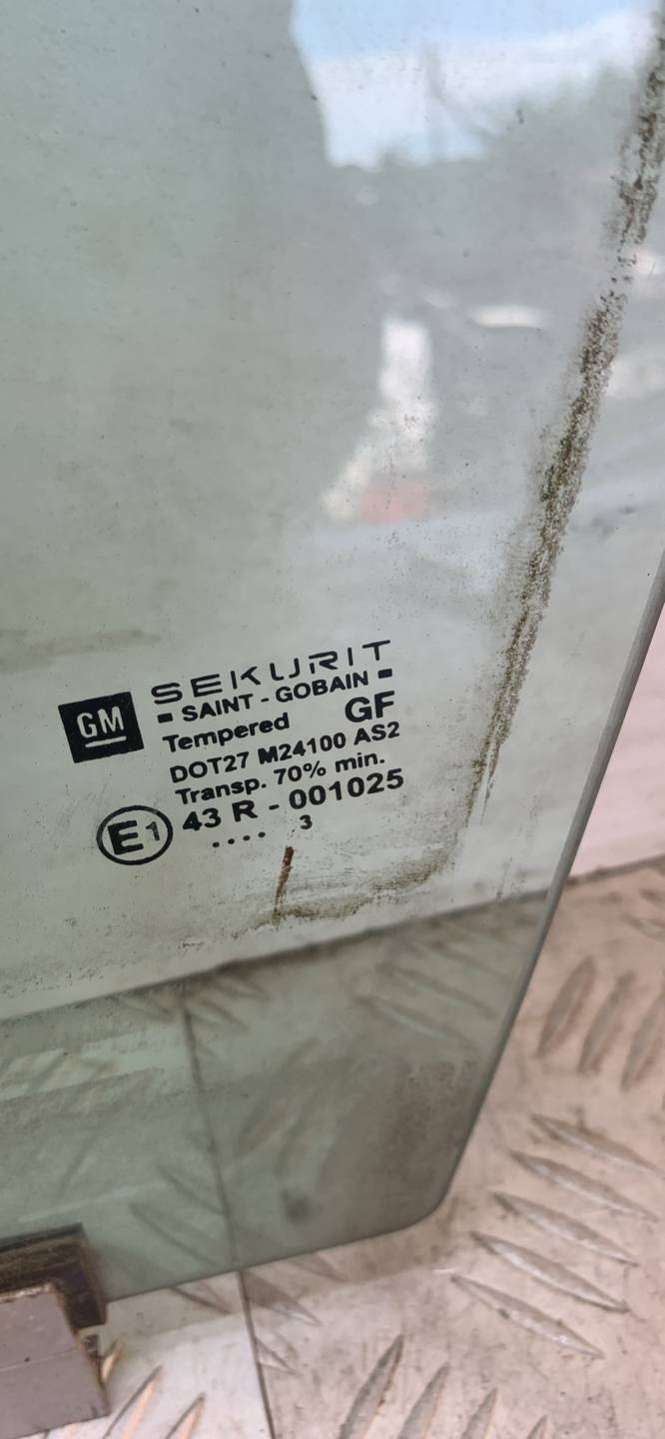 GM
SEKURIT
SAINT - GOBAIN
Tempered GF
DOT27 M24100 AS2
Transp. 70% min.
E1 43 R - 001025
.... 3